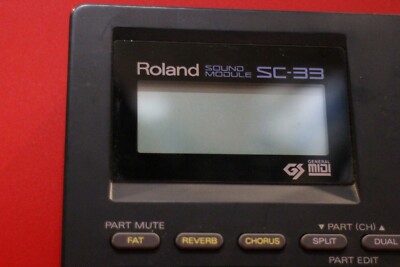 Roland SOUND MODULE SC-33
GS GENERAL MIDI
PART MUTE ▼ PART (CH) ▲
FAT REVERB CHORUS SPLIT DUAL
PART EDIT